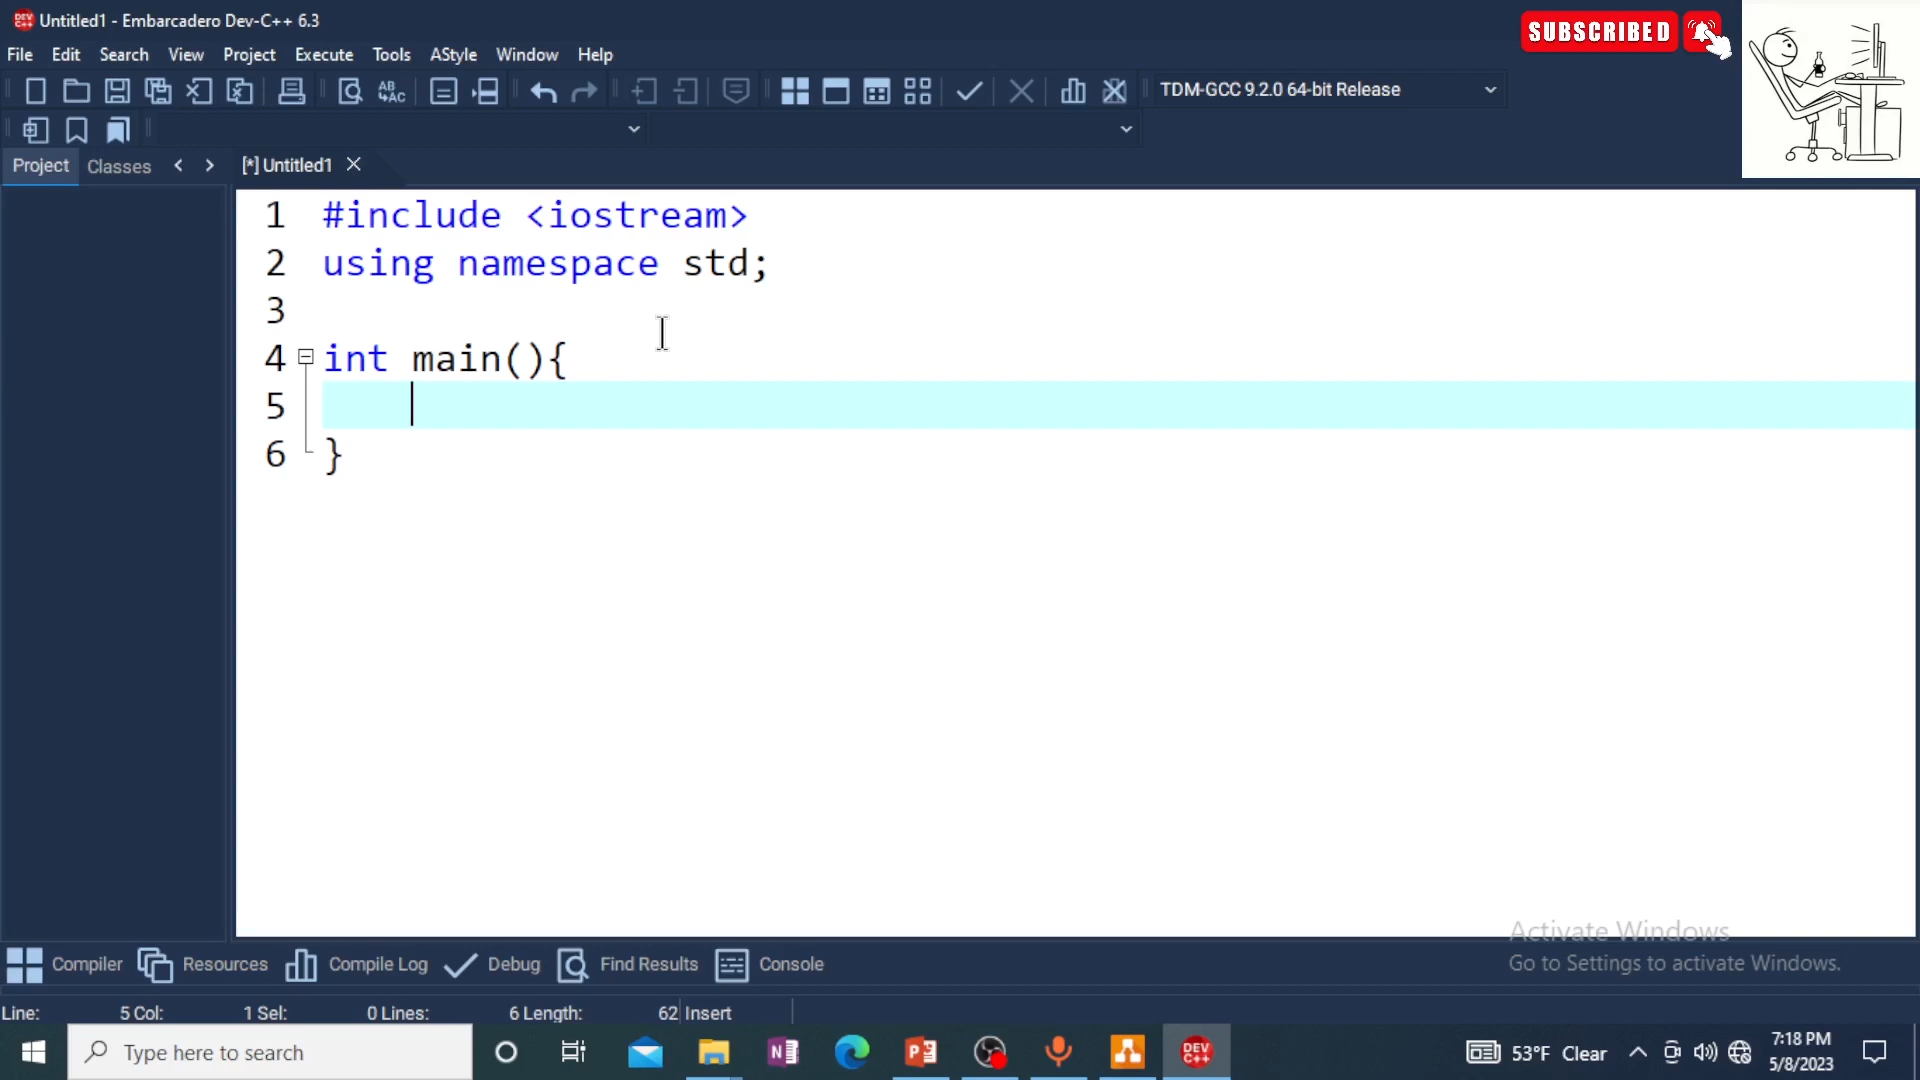 Untitled1 - Embarcadero Dev-C++ 6.3
SUBSCRIBED
File Edit Search View Project Execute Tools AStyle Window Help
TDM-GCC 9.2.0 64-bit Release
Project Classes [*] Untitled1
1 #include <iostream>
2 using namespace std;
3
4 int main(){
5
6 }
Activate Windows
Go to Settings to activate Windows.
Compiler Resources Compile Log Debug Find Results Console
Line: 5 Col: 1 Sel: 0 Lines: 6 Length: 62 Insert
Type here to search
53°F Clear
7:18 PM
5/8/2023
DEV C++